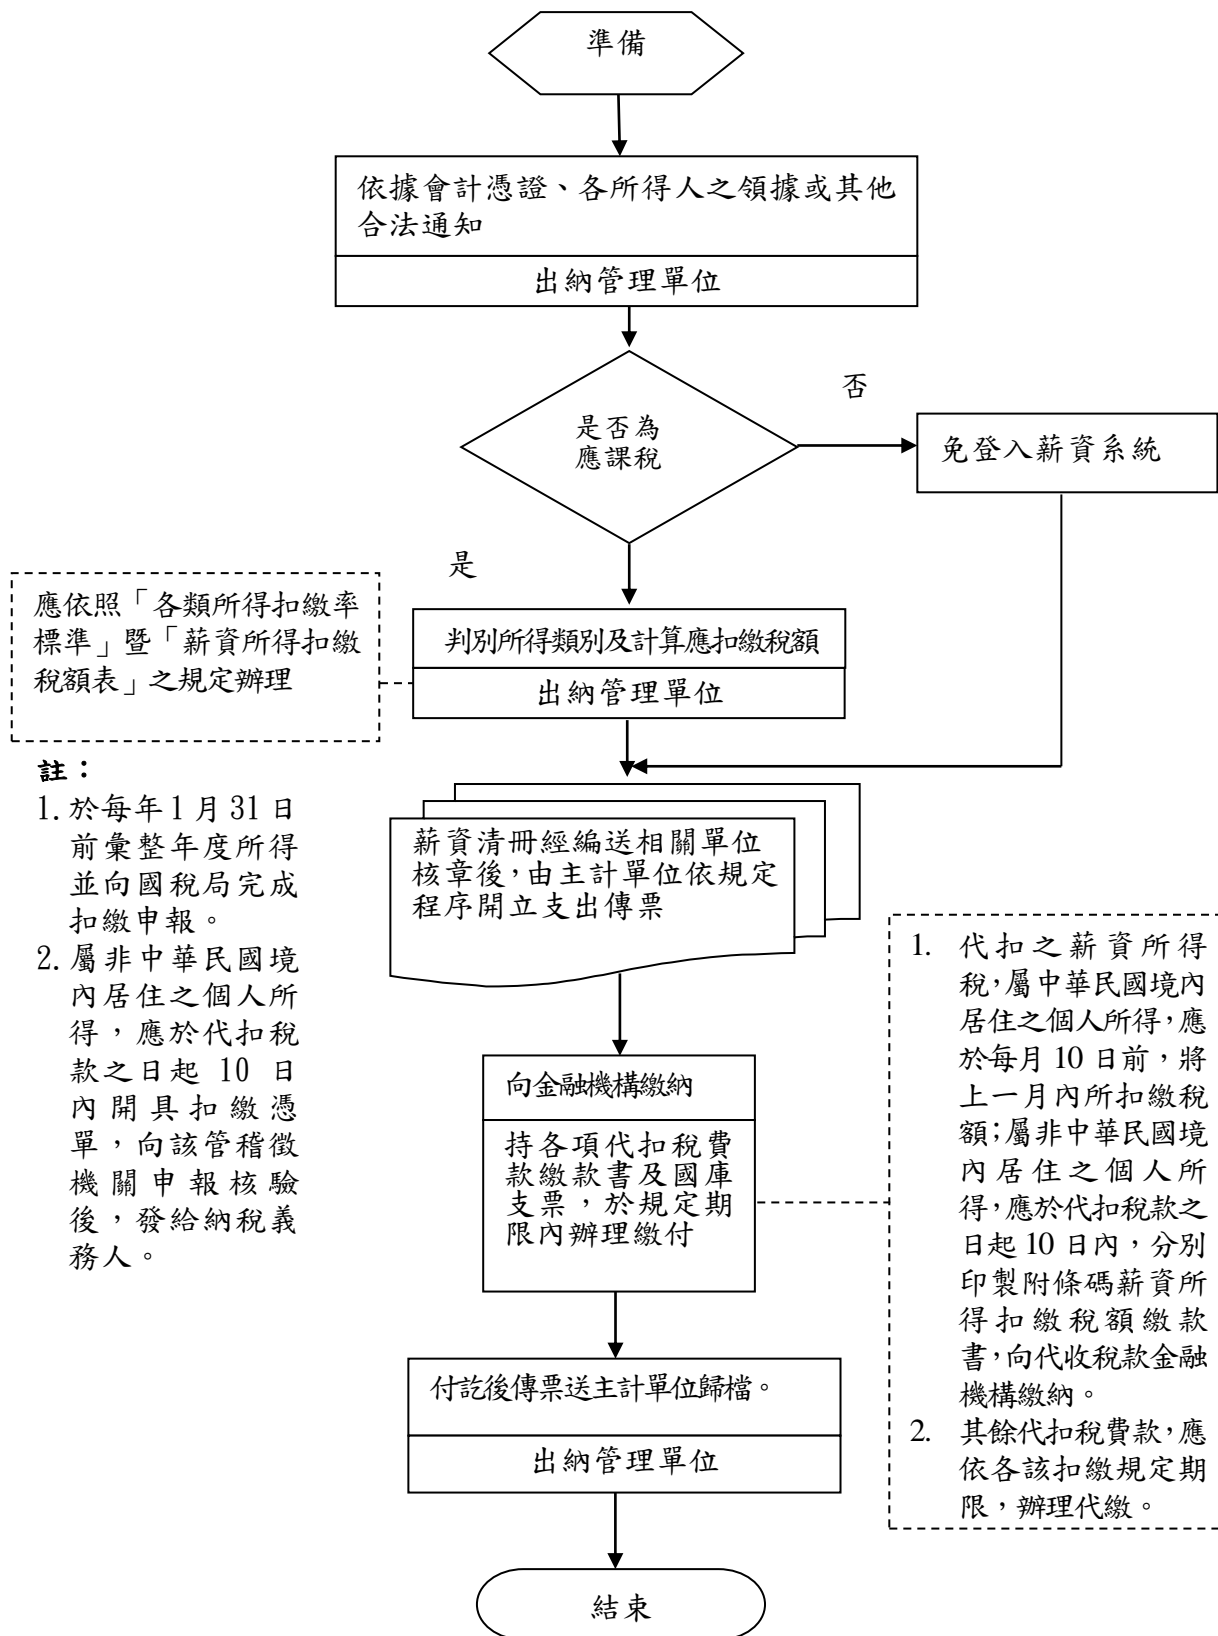 準備
依據會計憑證、各所得人之領據或其他
合法通知
出納管理單位
是否為
應課稅
否
免登入薪資系統
是
應依照「各類所得扣繳率
標準」暨「薪資所得扣繳
稅額表」之規定辦理
判別所得類別及計算應扣繳稅額
出納管理單位
註：
1. 於每年 1 月 31 日
前彙整年度所得
並向國稅局完成
扣繳申報。
2. 屬非中華民國境
內居住之個人所
得，應於代扣稅
款之日起 10 日
內開具扣繳憑
單，向該管稽徵
機關申報核驗
後，發給納稅義
務人。
薪資清冊經編送相關單位
核章後，由主計單位依規定
程序開立支出傳票
向金融機構繳納
持各項代扣稅費
款繳款書及國庫
支票，於規定期
限內辦理繳付
1. 代扣之薪資所得
稅，屬中華民國境內
居住之個人所得，應
於每月 10 日前，將
上一月內所扣繳稅
額；屬非中華民國境
內居住之個人所
得，應於代扣稅款之
日起 10 日內，分別
印製附條碼薪資所
得扣繳稅額繳款
書，向代收稅款金融
機構繳納。
2. 其餘代扣稅費款，應
依各該扣繳規定期
限，辦理代繳。
付訖後傳票送主計單位歸檔。
出納管理單位
結束